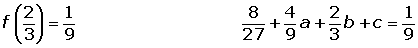 f(2/3) = 1/9    8/27 + 4/9 a + 2/3 b + c = 1/9